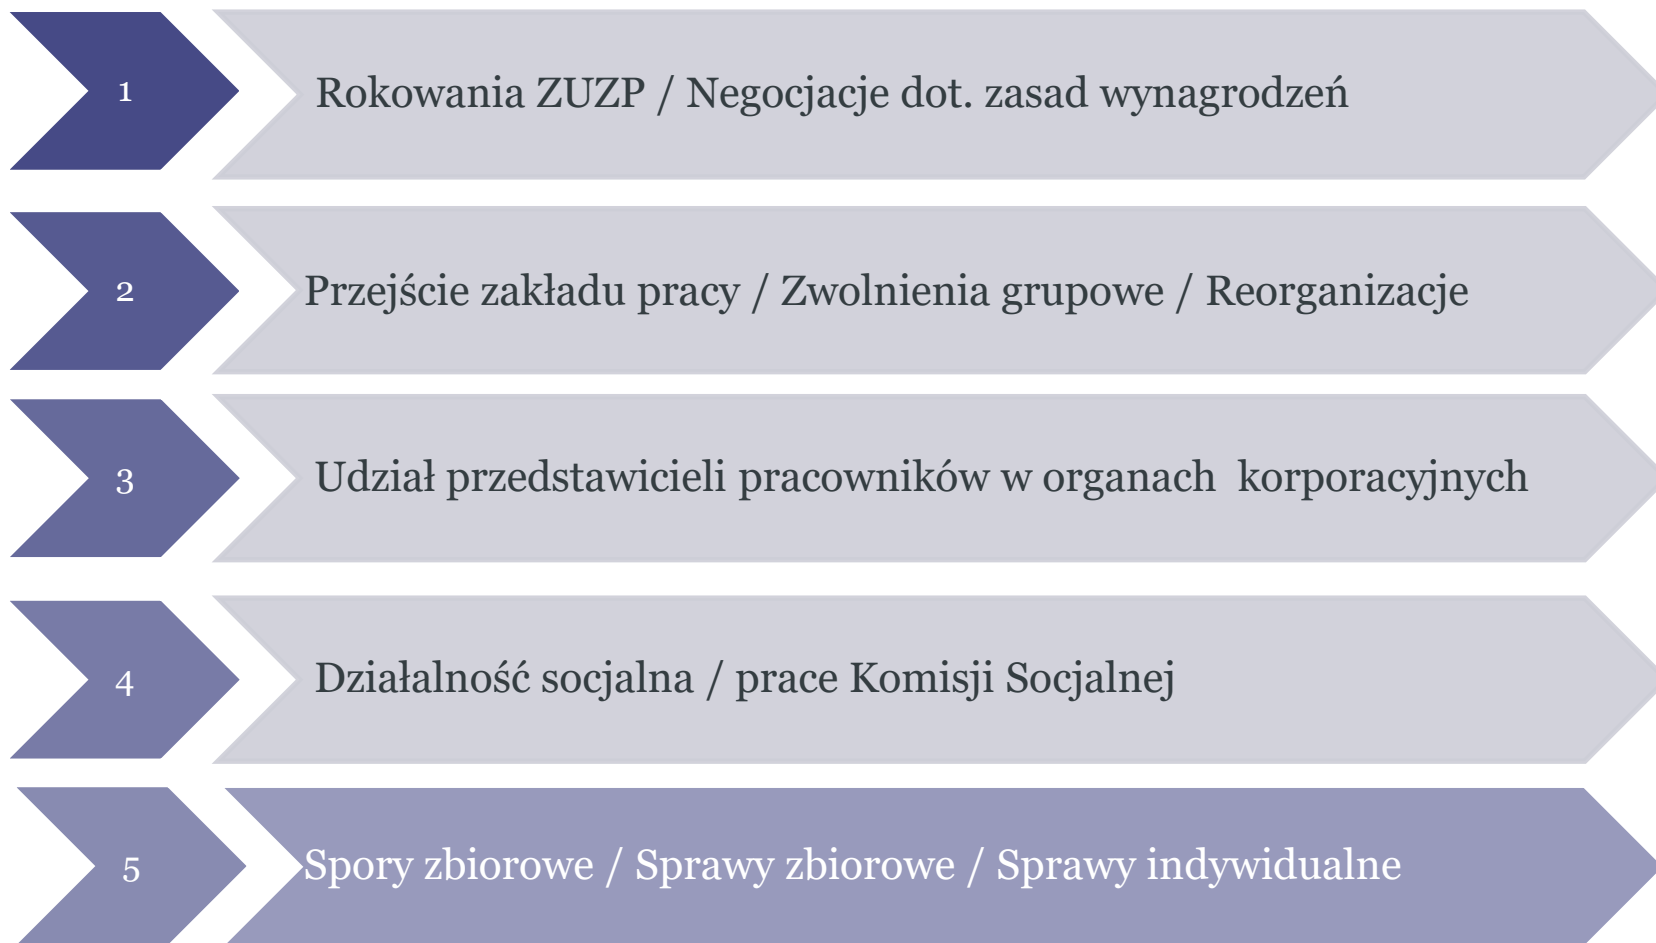 1
Rokowania ZUZP / Negocjacje dot. zasad wynagrodzeń
2
Przejście zakładu pracy / Zwolnienia grupowe / Reorganizacje
3
Udział przedstawicieli pracowników w organach  korporacyjnych
4
Działalność socjalna / prace Komisji Socjalnej
5
Spory zbiorowe / Sprawy zbiorowe / Sprawy indywidualne